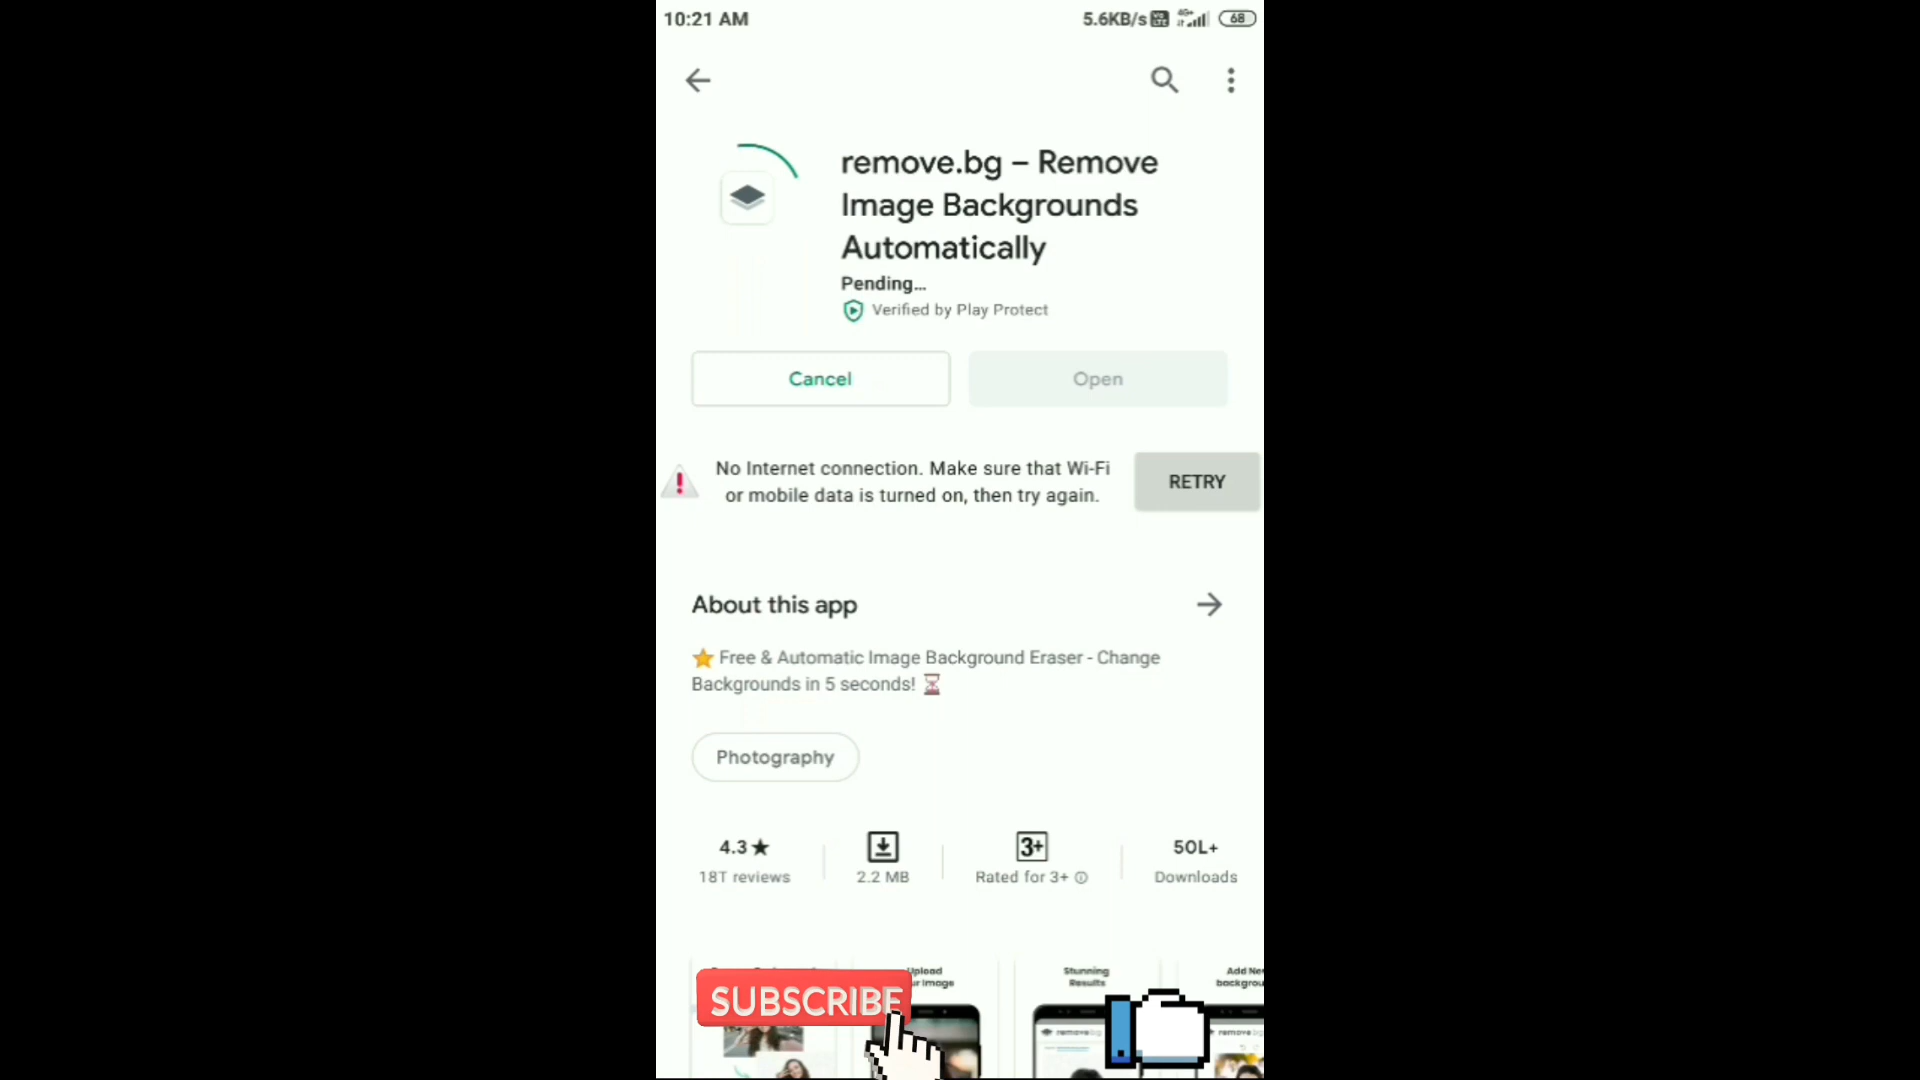 10:21 AM
5.6KB/s
4G+
68
remove.bg – Remove
Image Backgrounds
Automatically
Pending...
Verified by Play Protect
Cancel
Open
No Internet connection. Make sure that Wi-Fi
or mobile data is turned on, then try again.
RETRY
About this app
Free & Automatic Image Background Eraser - Change
Backgrounds in 5 seconds!
Photography
4.3★
18T reviews
2.2 MB
3+
Rated for 3+
50L+
Downloads
Upload
Stunning
Results
SUBSCRIBE
remove.bg